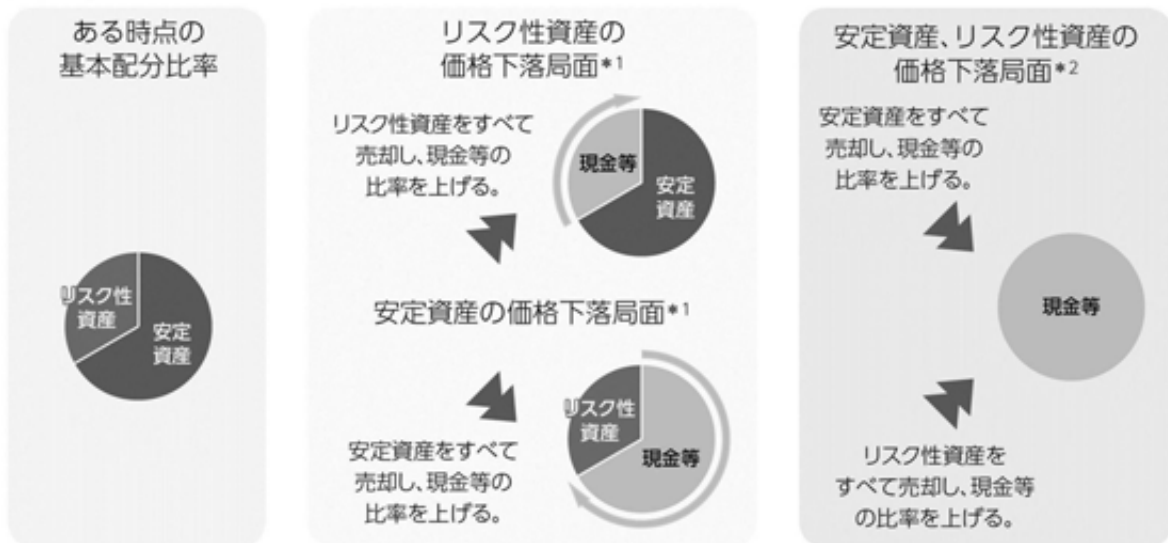 ある時点の
基本配分比率
リスク性
資産
安定
資産
リスク性資産の
価格下落局面*1
リスク性資産をすべて
売却し、現金等の
比率を上げる。
現金等
安定
資産
安定資産の価格下落局面*1
安定資産をすべて
売却し、現金等の
比率を上げる。
リスク性
資産
現金等
安定資産、リスク性資産の
価格下落局面*2
安定資産をすべて
売却し、現金等の
比率を上げる。
現金等
リスク性資産を
すべて売却し、現金等
の比率を上げる。